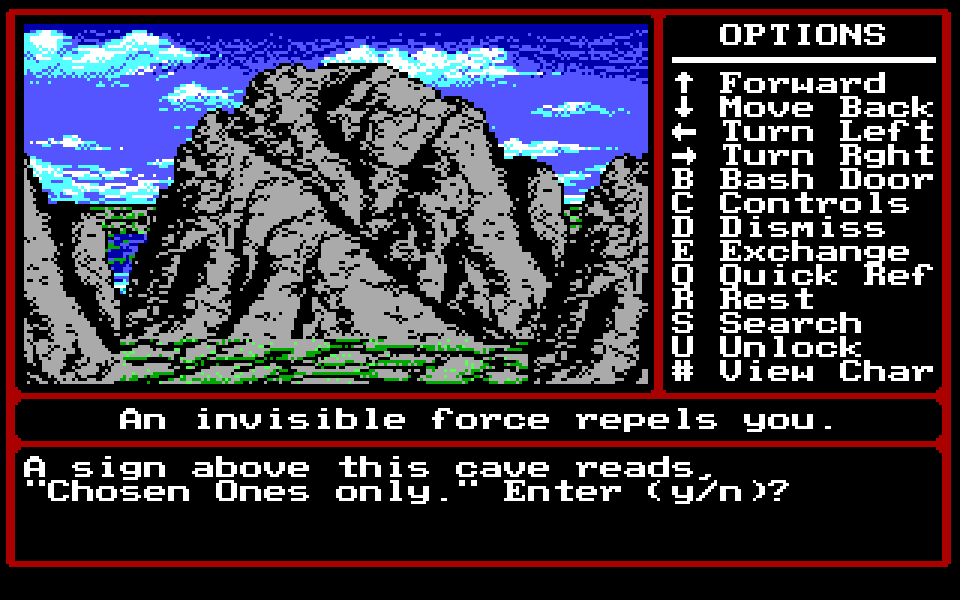 OPTIONS
↑ Forward
↓ Move Back
← Turn Left
→ Turn Rght
B Bash Door
C Controls
D Dismiss
E Exchange
Q Quick Ref
R Rest
S Search
U Unlock
# View Char
An invisible force repels you.
A sign above this cave reads,
"Chosen Ones only." Enter (y/n)?